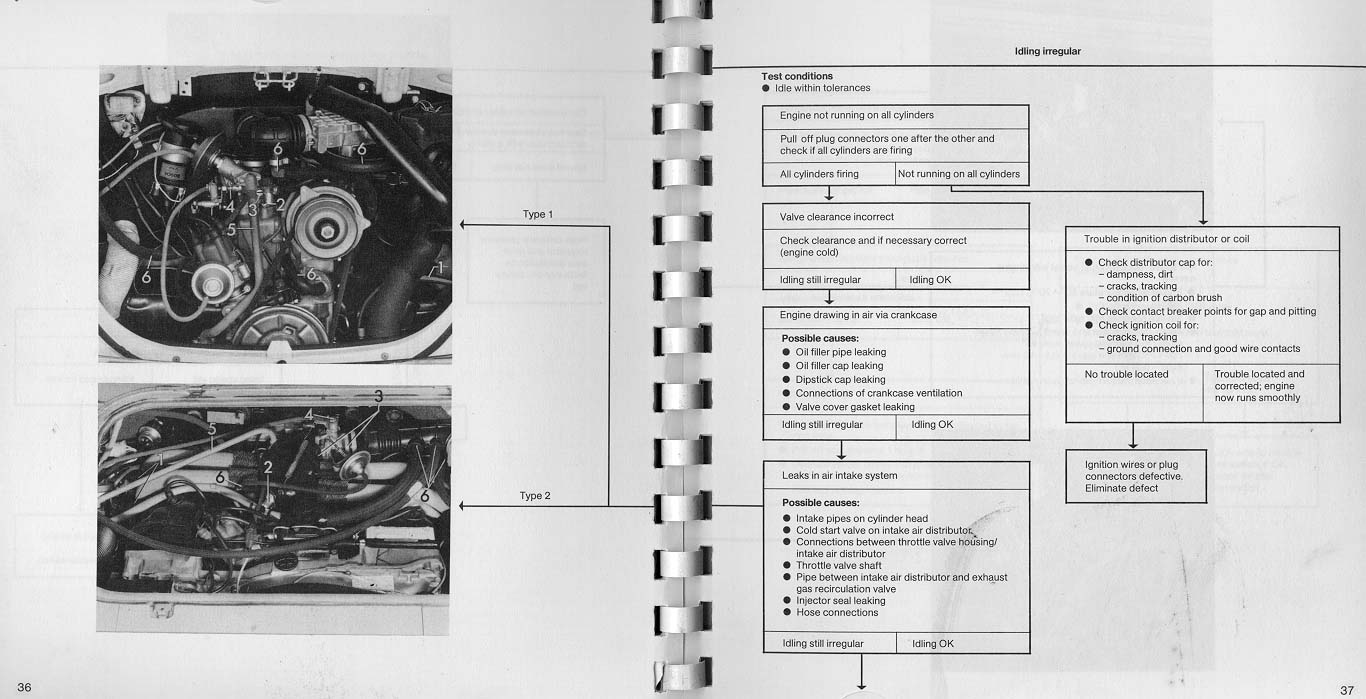 6
6
4
3
2
5
6
6
1
Type 1
3
4
5
1
2
6
6
Type 2
36
Idling irregular
Test conditions
● Idle within tolerances
Engine not running on all cylinders
Pull off plug connectors one after the other and
check if all cylinders are firing
All cylinders firing
Not running on all cylinders
Valve clearance incorrect
Check clearance and if necessary correct
(engine cold)
Idling still irregular
Idling OK
Engine drawing in air via crankcase
Possible causes:
● Oil filler pipe leaking
● Oil filler cap leaking
● Dipstick cap leaking
● Connections of crankcase ventilation
● Valve cover gasket leaking
Idling still irregular
Idling OK
Leaks in air intake system
Possible causes:
● Intake pipes on cylinder head
● Cold start valve on intake air distributor
● Connections between throttle valve housing/
intake air distributor
● Throttle valve shaft
● Pipe between intake air distributor and exhaust
gas recirculation valve
● Injector seal leaking
● Hose connections
Idling still irregular
Idling OK
Trouble in ignition distributor or coil
● Check distributor cap for:
– dampness, dirt
– cracks, tracking
– condition of carbon brush
● Check contact breaker points for gap and pitting
● Check ignition coil for:
– cracks, tracking
– ground connection and good wire contacts
No trouble located
Trouble located and
corrected; engine
now runs smoothly
Ignition wires or plug
connectors defective.
Eliminate defect
37